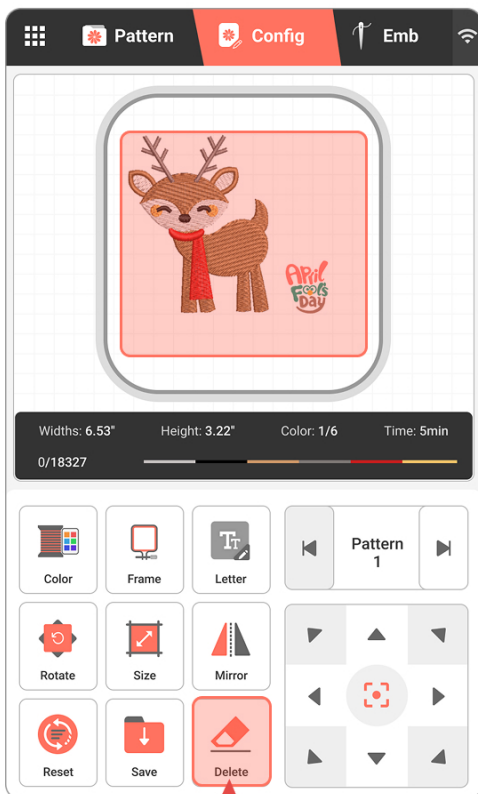 Pattern
Config
Emb
APRiL
FOOLS
DAY
Widths: 6.53"
Height: 3.22"
Color: 1/6
Time: 5min
0/18327
Color
Frame
Letter
Pattern
1
Rotate
Size
Mirror
Reset
Save
Delete